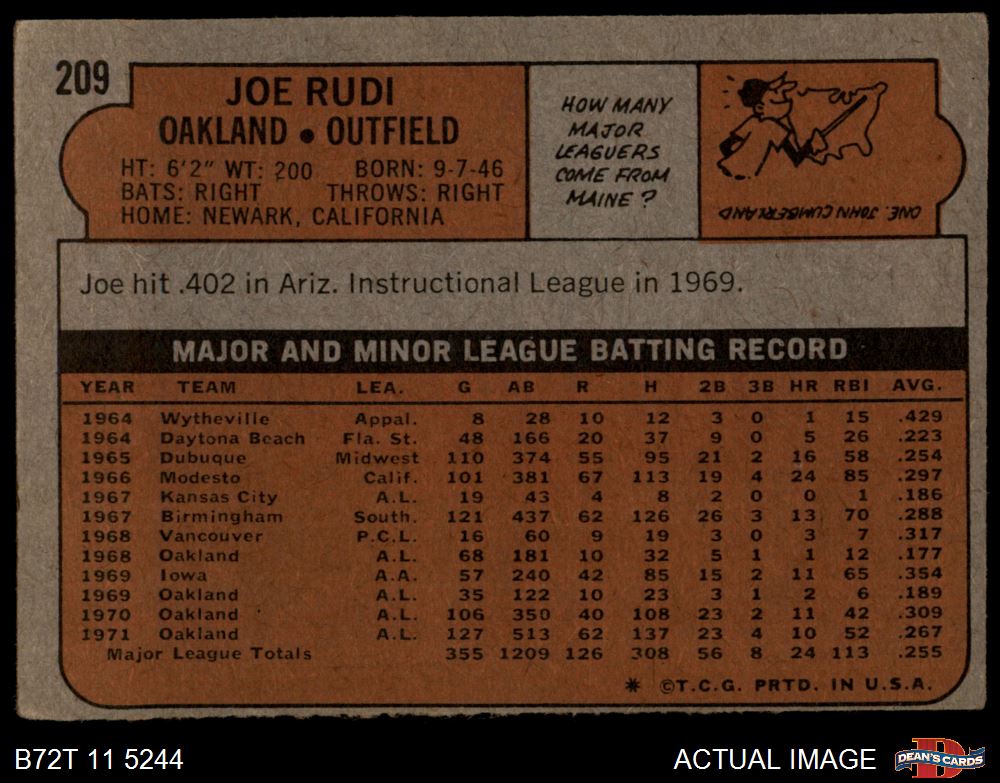 209
JOE RUDI
OAKLAND • OUTFIELD
HT: 6'2" WT: 200 BORN: 9-7-46
BATS: RIGHT THROWS: RIGHT
HOME: NEWARK, CALIFORNIA
HOW MANY
MAJOR
LEAGUERS
COME FROM
MAINE ?
ONE. JOHN CUMBERLAND
Joe hit .402 in Ariz. Instructional League in 1969.
MAJOR AND MINOR LEAGUE BATTING RECORD
YEAR TEAM LEA. G AB R H 2B 3B HR RBI AVG.
1964 Wytheville Appal. 8 28 10 12 3 0 1 15 .429
1964 Daytona Beach Fla. St. 48 166 20 37 9 0 5 26 .223
1965 Dubuque Midwest 110 374 55 95 21 2 16 58 .254
1966 Modesto Calif. 101 381 67 113 19 4 24 85 .297
1967 Kansas City A.L. 19 43 4 8 2 0 0 1 .186
1967 Birmingham South. 121 437 62 126 26 3 13 70 .288
1968 Vancouver P.C.L. 16 60 9 19 3 0 3 7 .317
1968 Oakland A.L. 68 181 10 32 5 1 1 12 .177
1969 Iowa A.A. 57 240 42 85 15 2 11 65 .354
1969 Oakland A.L. 35 122 10 23 3 1 2 6 .189
1970 Oakland A.L. 106 350 40 108 23 2 11 42 .309
1971 Oakland A.L. 127 513 62 137 23 4 10 52 .267
Major League Totals 355 1209 126 308 56 8 24 113 .255
* ©T.C.G. PRTD. IN U.S.A.
B72T 11 5244
ACTUAL IMAGE
DEAN'S CARDS